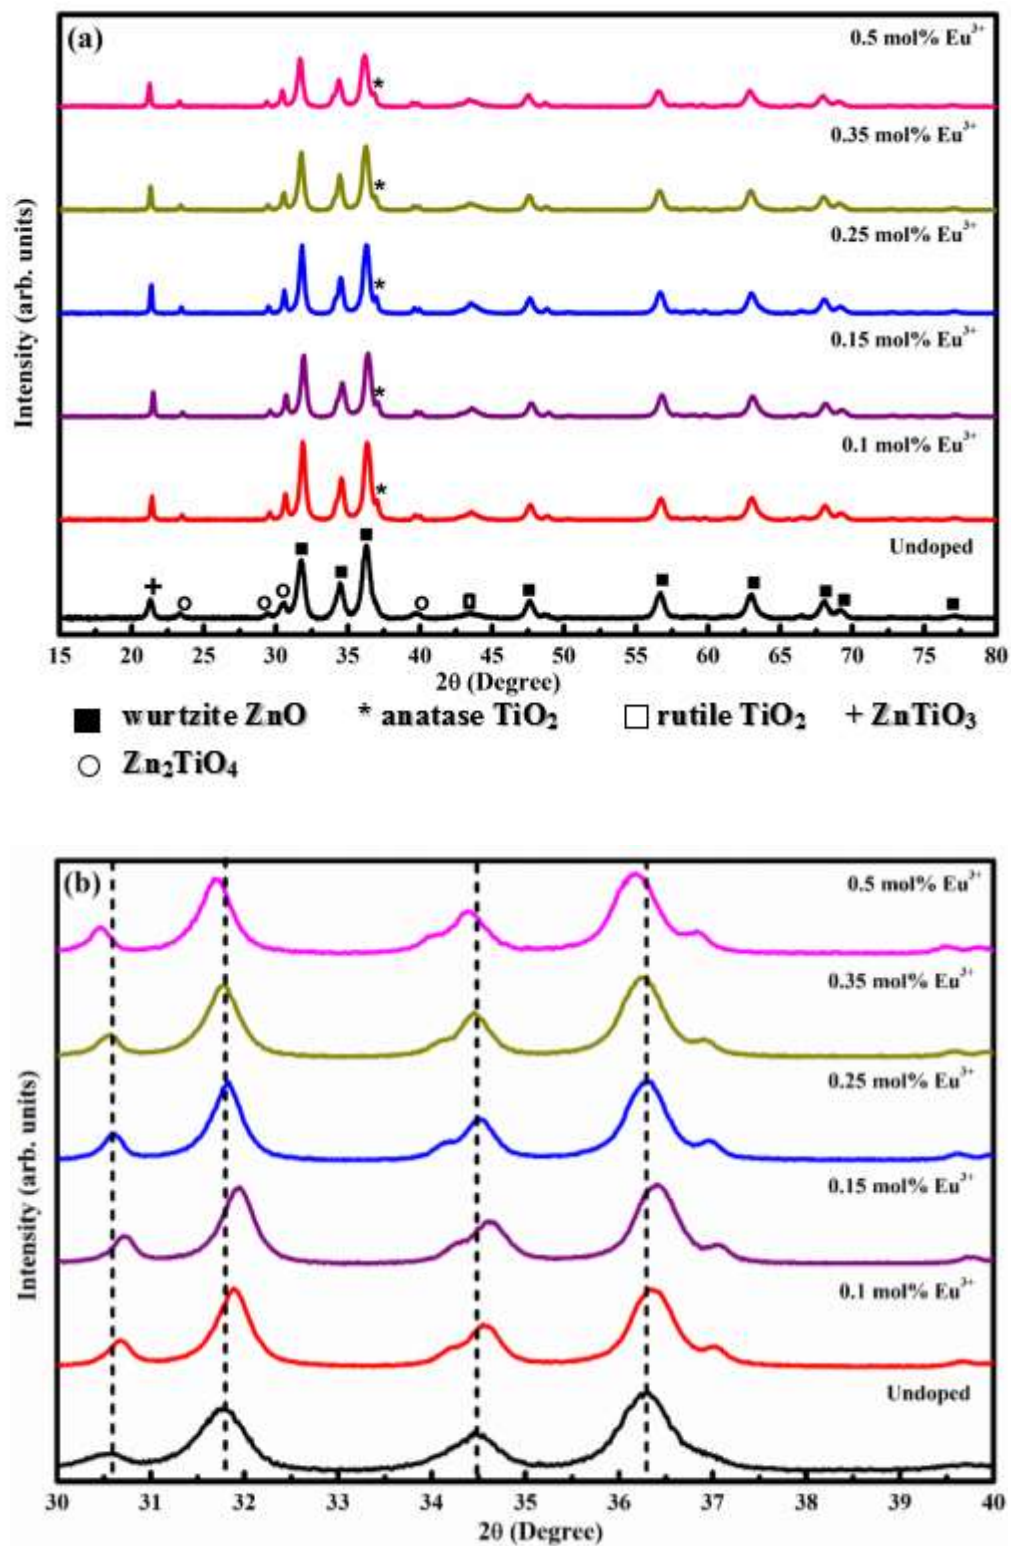 (a)
0.5 mol% Eu³⁺
0.35 mol% Eu³⁺
*
0.25 mol% Eu³⁺
*
0.15 mol% Eu³⁺
*
0.1 mol% Eu³⁺
*
Undoped
*
+
Intensity (arb. units)
15 20 25 30 35 40 45 50 55 60 65 70 75 80
2θ (Degree)
■ wurtzite ZnO * anatase TiO₂ □ rutile TiO₂ + ZnTiO₃
○ Zn₂TiO₄
(b)
0.5 mol% Eu³⁺
0.35 mol% Eu³⁺
0.25 mol% Eu³⁺
0.15 mol% Eu³⁺
0.1 mol% Eu³⁺
Undoped
Intensity (arb. units)
30 31 32 33 34 35 36 37 38 39 40
2θ (Degree)